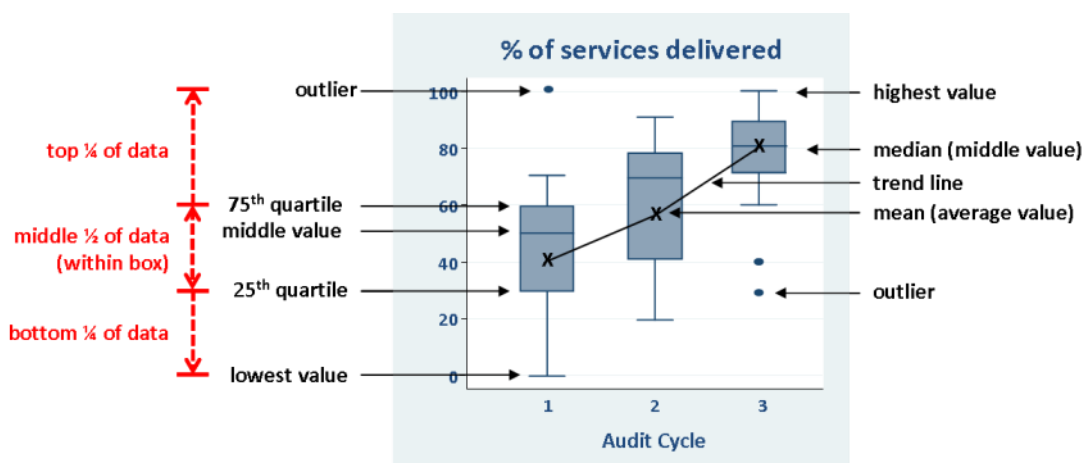 % of services delivered
outlier
top ¼ of data
75th quartile
middle value
middle ½ of data
(within box)
25th quartile
bottom ¼ of data
lowest value
100
80
60
40
20
0
X
X
X
1
2
3
Audit Cycle
highest value
median (middle value)
trend line
mean (average value)
outlier